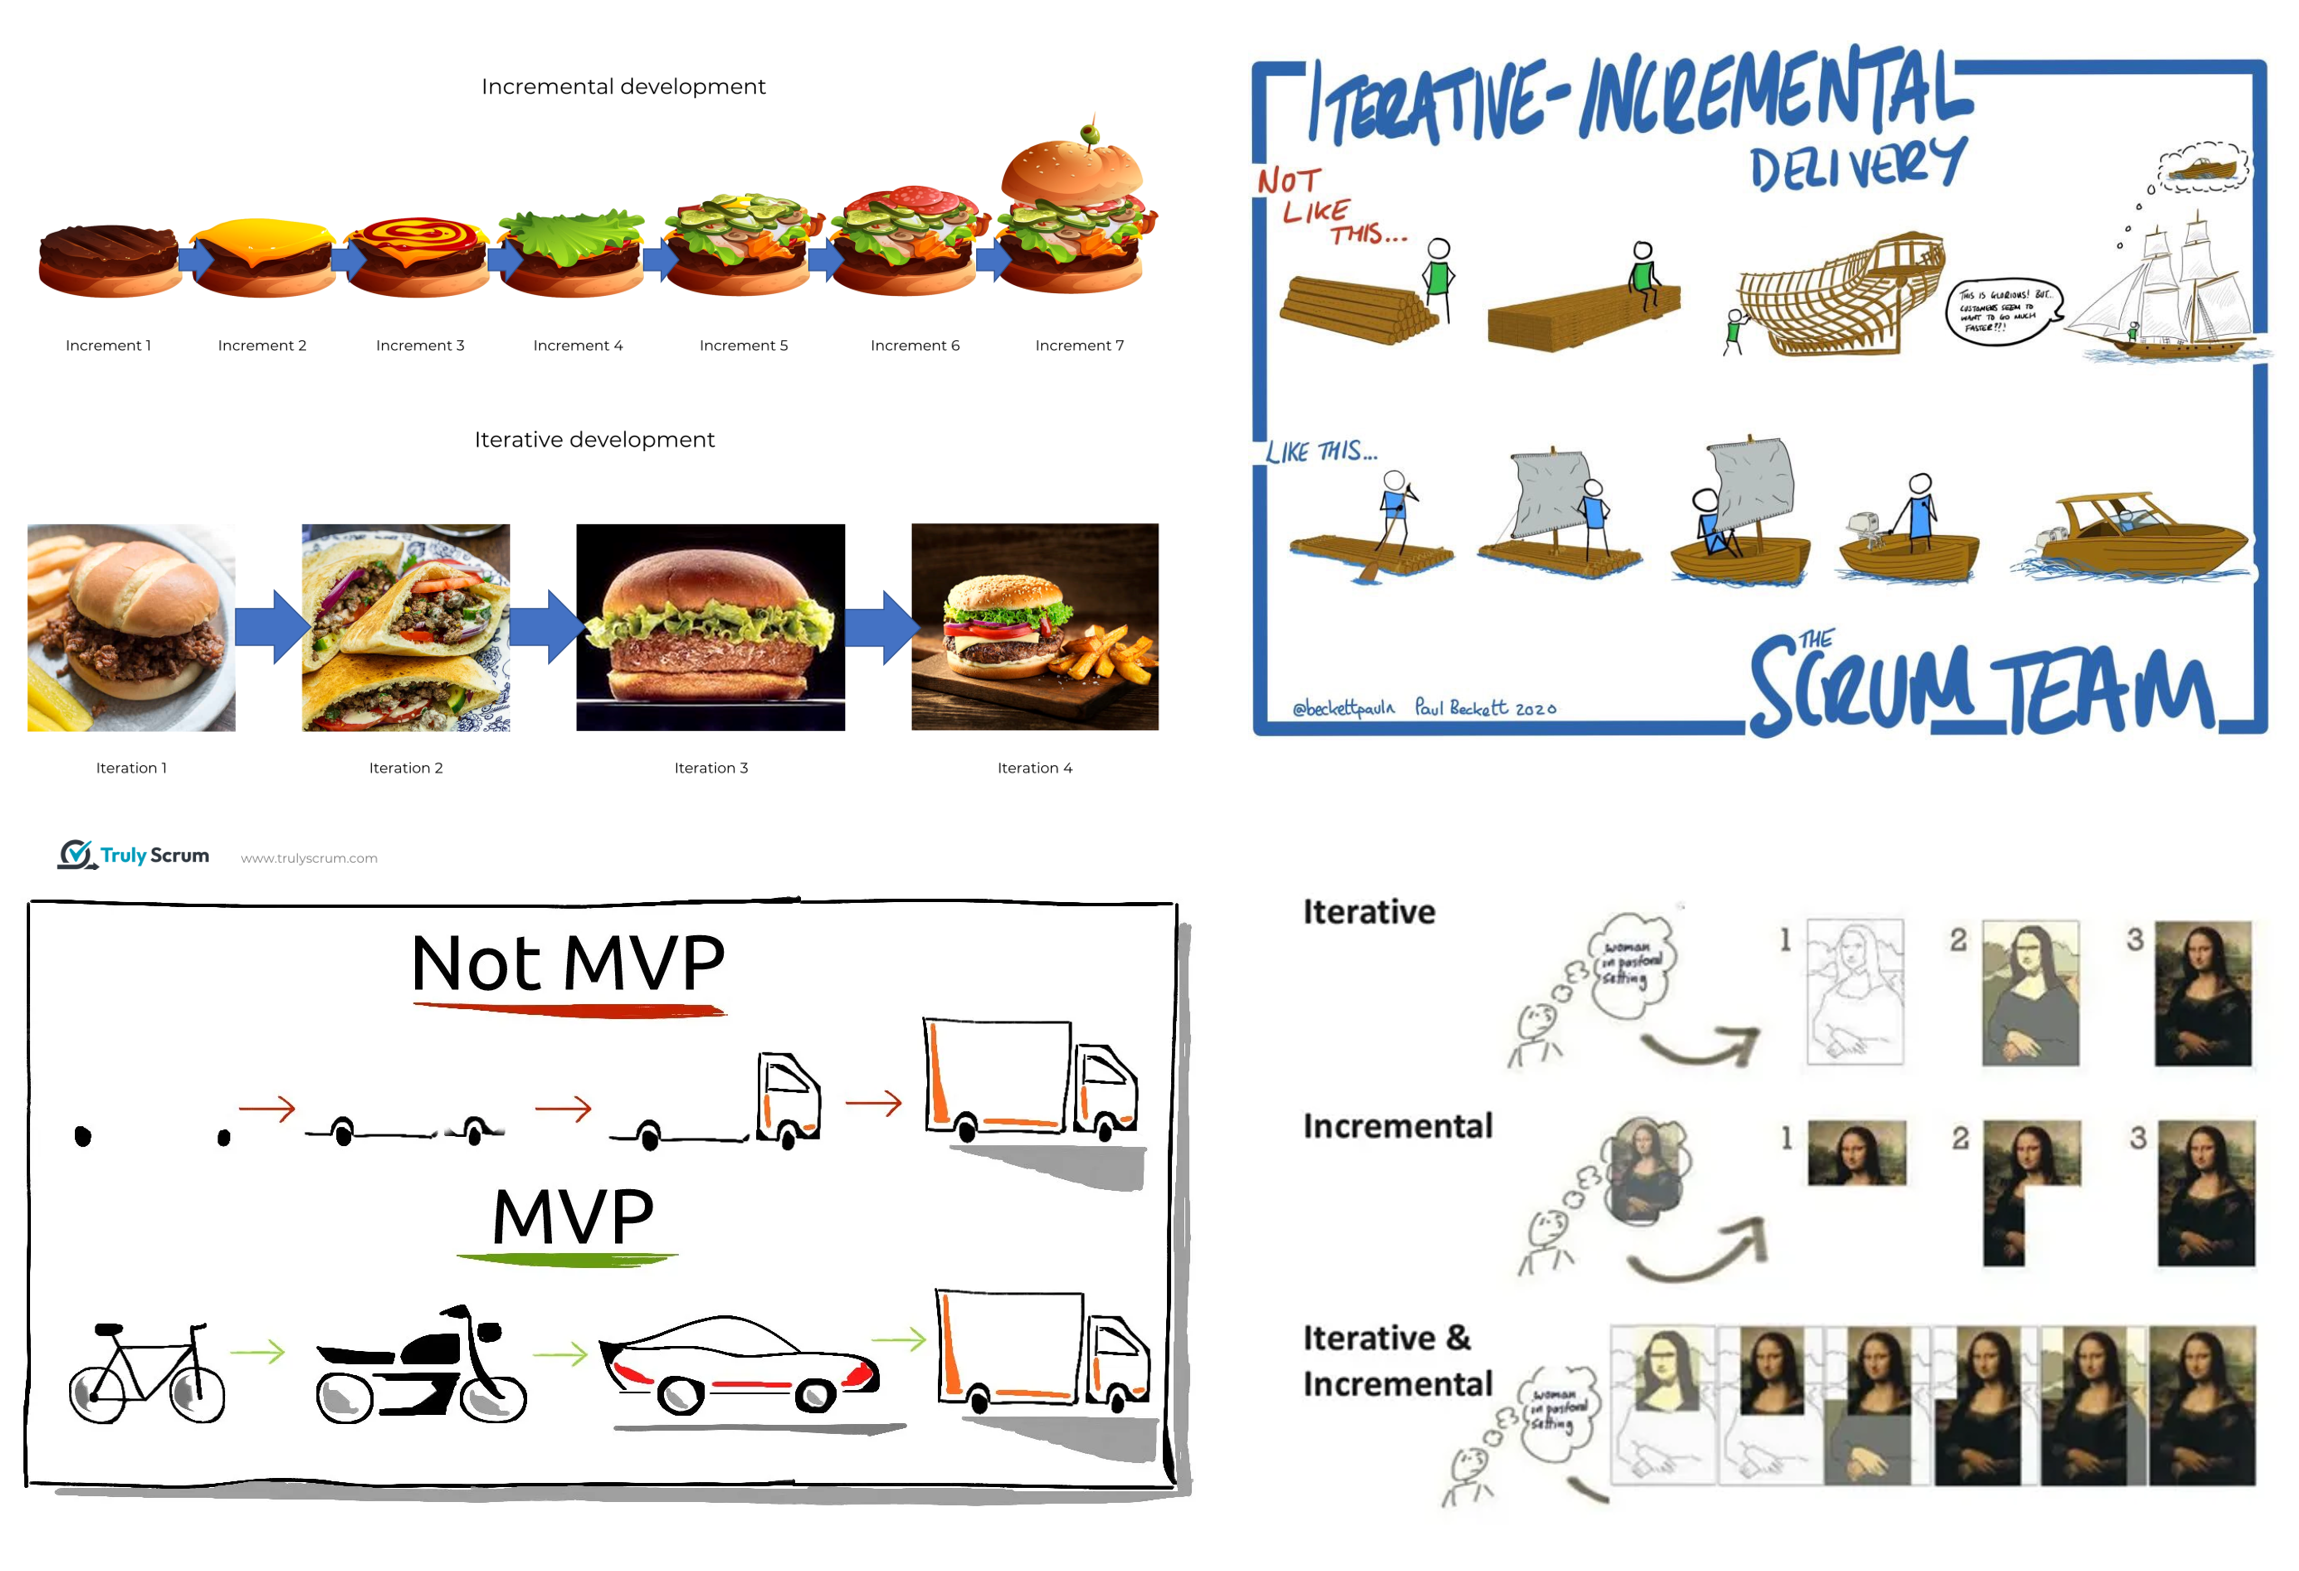 Incremental development
Increment 1
Increment 2
Increment 3
Increment 4
Increment 5
Increment 6
Increment 7
Iterative development
Iteration 1
Iteration 2
Iteration 3
Iteration 4
Truly Scrum
www.trulyscrum.com
ITERATIVE-INCREMENTAL
DELIVERY
NOT
LIKE
THIS...
THIS IS GLORIOUS! BUT...
CUSTOMERS SEEM TO
WANT TO GO MUCH
FASTER??!
LIKE THIS...
THE
SCRUM TEAM
@beckettpauln Paul Beckett 2020
Not MVP
MVP
Iterative
woman
in pastoral
setting
1
2
3
Incremental
1
2
3
Iterative &
Incremental
woman
in pastoral
setting